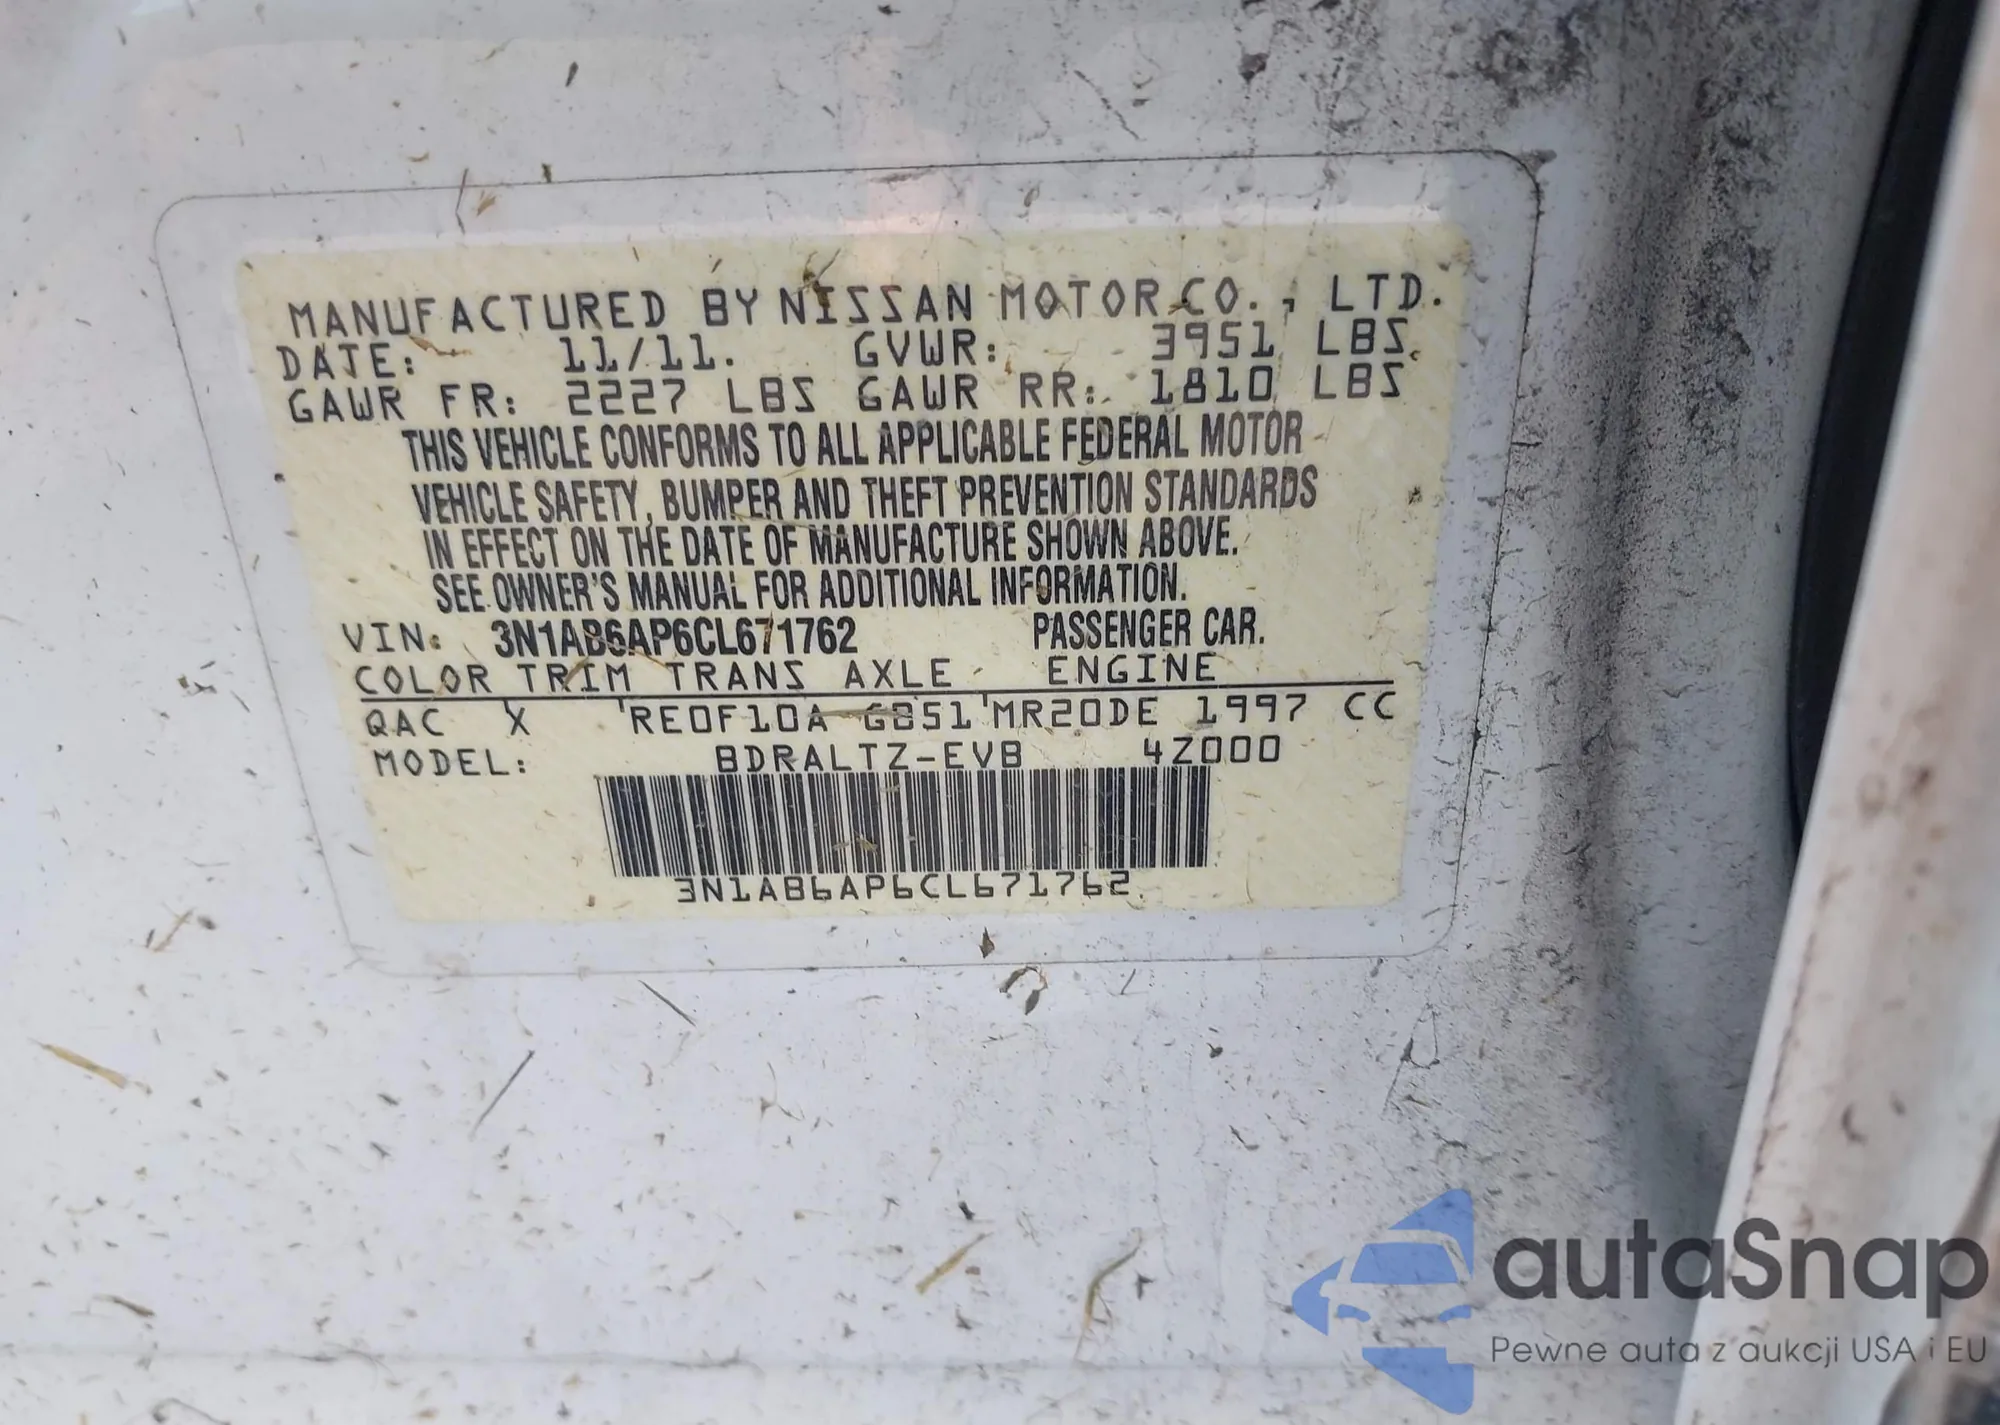 MANUFACTURED BY NISSAN MOTOR CO., LTD.
DATE: 11/11. GVWR: 3951 LBS.
GAWR FR: 2227 LBS GAWR RR: 1810 LBS
THIS VEHICLE CONFORMS TO ALL APPLICABLE FEDERAL MOTOR
VEHICLE SAFETY, BUMPER AND THEFT PREVENTION STANDARDS
IN EFFECT ON THE DATE OF MANUFACTURE SHOWN ABOVE.
SEE OWNER'S MANUAL FOR ADDITIONAL INFORMATION.
VIN: 3N1AB6AP6CL671762 PASSENGER CAR.
COLOR TRIM TRANS AXLE ENGINE
QAC X RE0F10A G851 MR20DE 1997 CC
MODEL: BDRALTZ-EVB 4Z000
3N1AB6AP6CL671762
autaSnap
Pewne auta z aukcji USA i EU